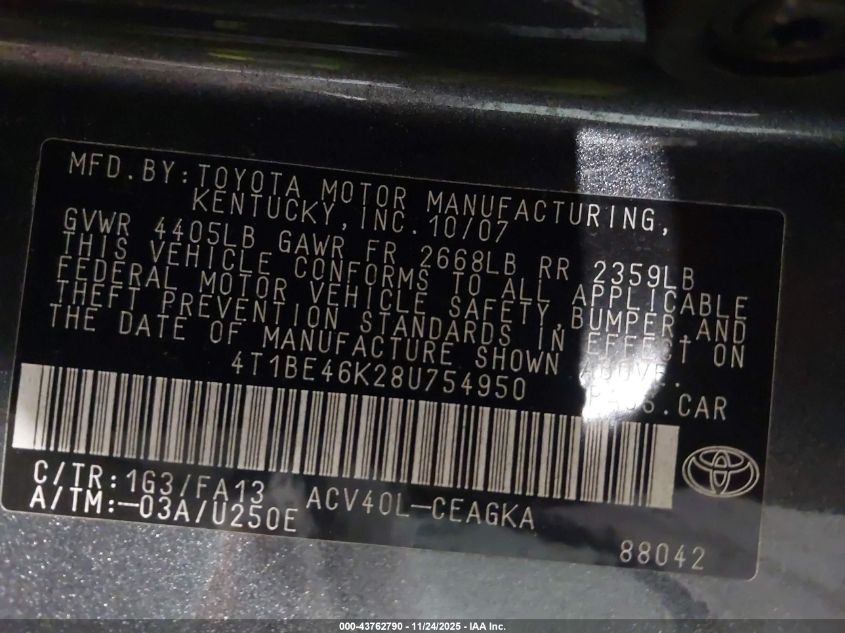 MFD.BY:TOYOTA MOTOR MANUFACTURING,
KENTUCKY,INC.10/07
GVWR 4405LB GAWR FR 2668LB RR 2359LB
THIS VEHICLE CONFORMS TO ALL APPLICABLE
FEDERAL MOTOR VEHICLE SAFETY,BUMPER,AND
THEFT PREVENTION STANDARDS IN EFFECT ON
THE DATE OF MANUFACTURE SHOWN ABOVE.
4T1BE46K28U754950 PASS.CAR
C/TR:1G3/FA13 ACV40L-CEAGKA
A/TM:-03A/U250E
88042
000-43762790 - 11/24/2025 - IAA Inc.